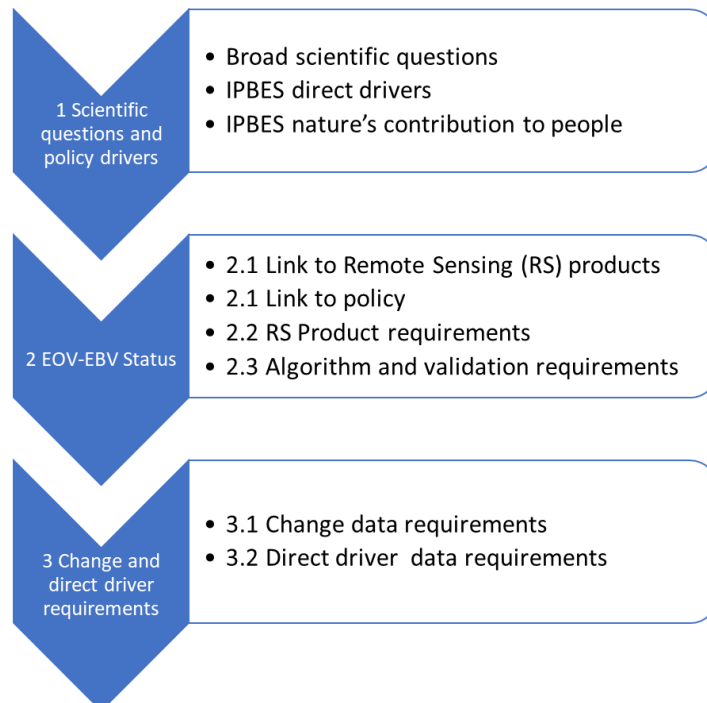 1 Scientific
questions and
policy drivers
• Broad scientific questions
• IPBES direct drivers
• IPBES nature's contribution to people
2 EOV-EBV Status
• 2.1 Link to Remote Sensing (RS) products
• 2.1 Link to policy
• 2.2 RS Product requirements
• 2.3 Algorithm and validation requirements
3 Change and
direct driver
requirements
• 3.1 Change data requirements
• 3.2 Direct driver  data requirements